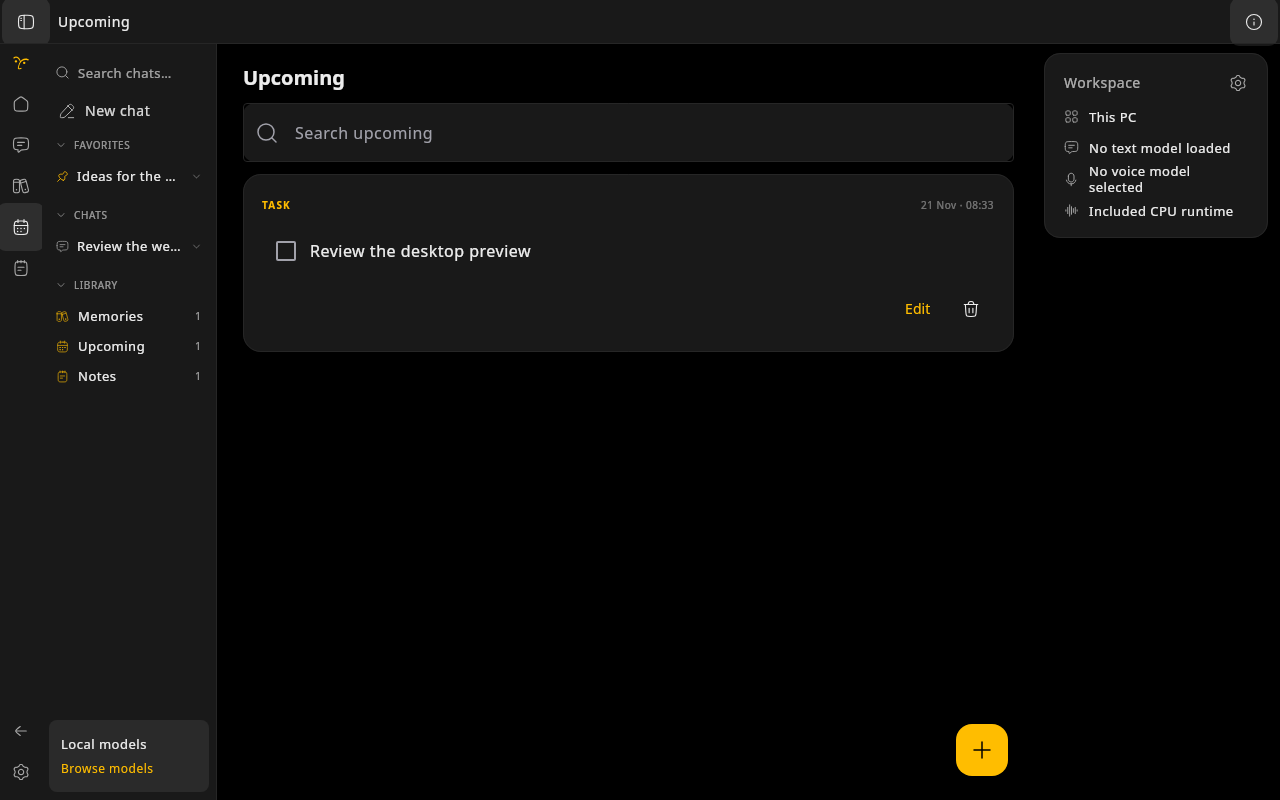 Upcoming
Search chats...
New chat
FAVORITES
Ideas for the ...
CHATS
Review the we...
LIBRARY
Memories 1
Upcoming 1
Notes 1
Local models
Browse models
Upcoming
Search upcoming
TASK 21 Nov · 08:33
Review the desktop preview
Edit
Workspace
This PC
No text model loaded
No voice model
selected
Included CPU runtime